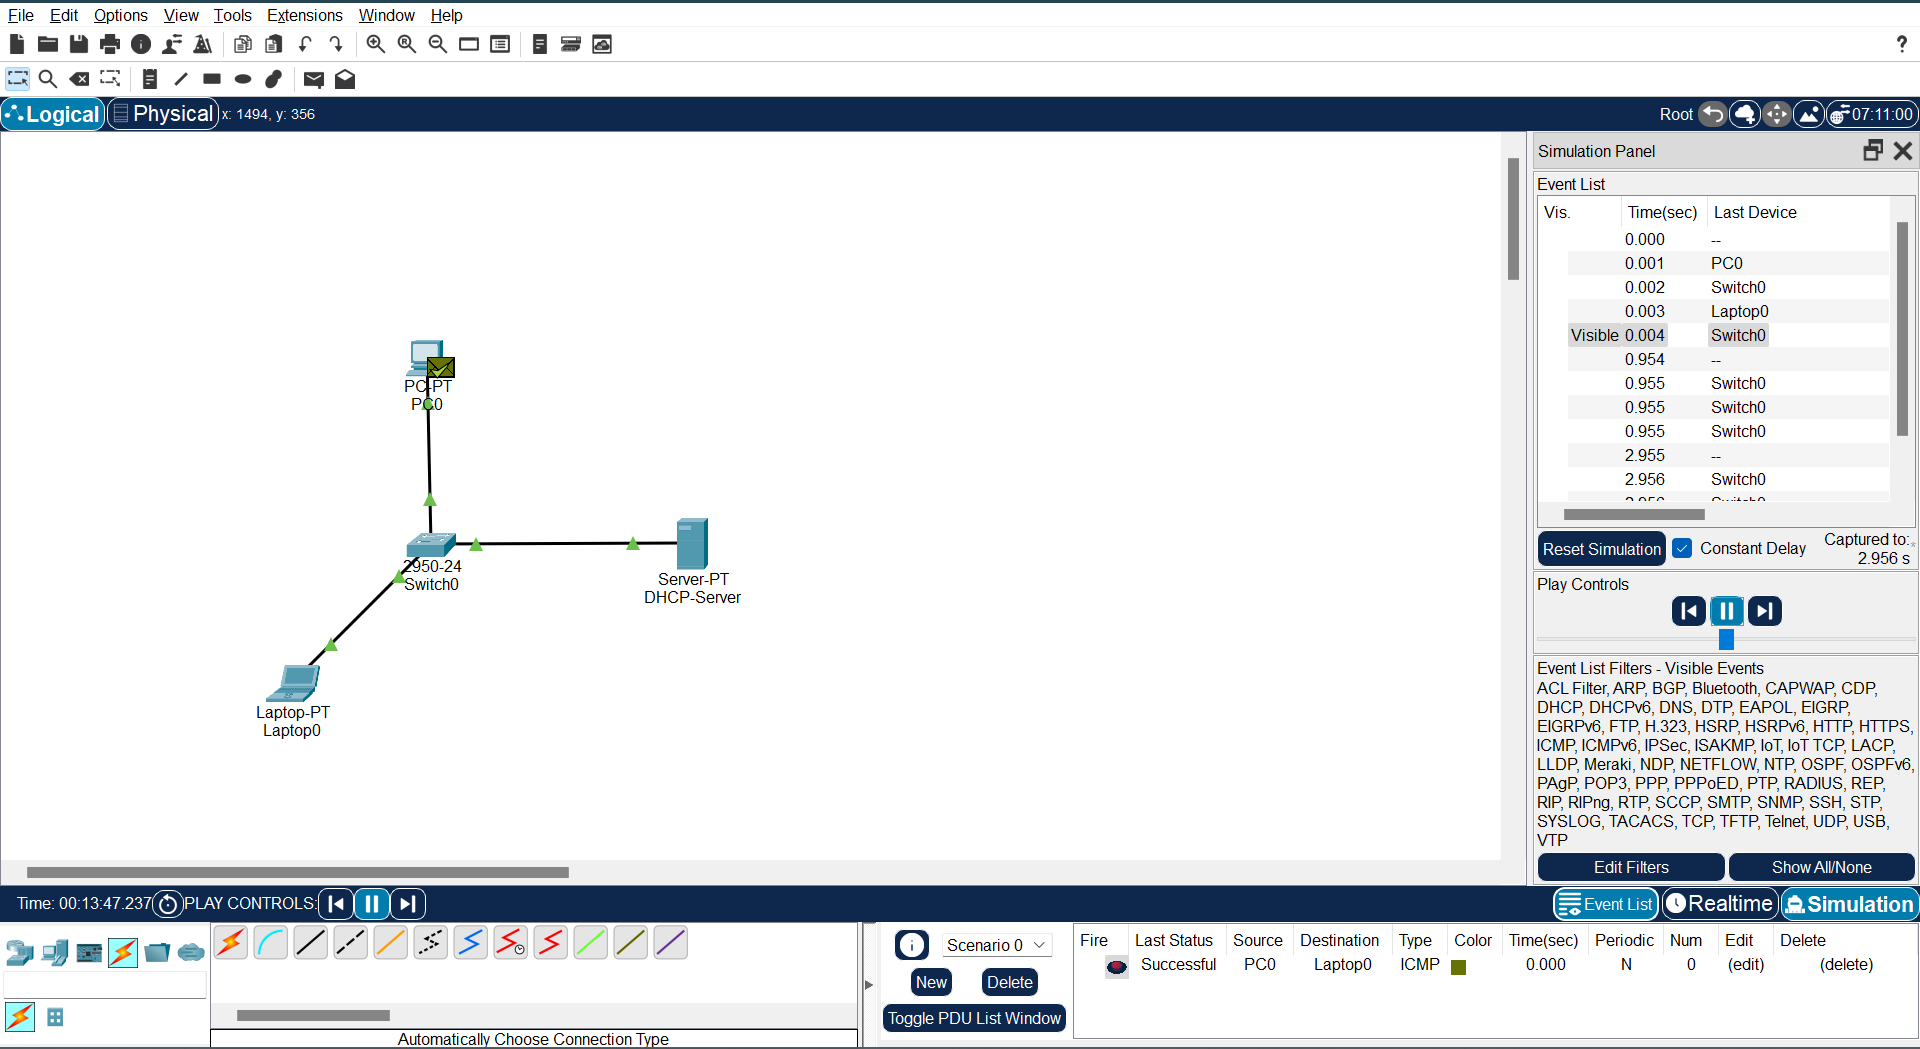 File Edit Options View Tools Extensions Window Help
?
Logical Physical x: 1494, y: 356 Root 07:11:00
Simulation Panel
Event List
Vis. Time(sec) Last Device
0.000 --
0.001 PC0
0.002 Switch0
0.003 Laptop0
Visible 0.004 Switch0
0.954 --
0.955 Switch0
0.955 Switch0
0.955 Switch0
2.955 --
2.956 Switch0
Reset Simulation Constant Delay Captured to:
2.956 s
Play Controls
Event List Filters - Visible Events
ACL Filter, ARP, BGP, Bluetooth, CAPWAP, CDP,
DHCP, DHCPv6, DNS, DTP, EAPOL, EIGRP,
EIGRPv6, FTP, H.323, HSRP, HSRPv6, HTTP, HTTPS,
ICMP, ICMPv6, IPSec, ISAKMP, IoT, IoT TCP, LACP,
LLDP, Meraki, NDP, NETFLOW, NTP, OSPF, OSPFv6,
PAgP, POP3, PPP, PPPoED, PTP, RADIUS, REP,
RIP, RIPng, RTP, SCCP, SMTP, SNMP, SSH, STP,
SYSLOG, TACACS, TCP, TFTP, Telnet, UDP, USB,
VTP
Edit Filters Show All/None
PC-PT
PC0
2950-24
Switch0
Server-PT
DHCP-Server
Laptop-PT
Laptop0
Time: 00:13:47.237 PLAY CONTROLS: Event List Realtime Simulation
Automatically Choose Connection Type
Scenario 0
New Delete
Toggle PDU List Window
Fire Last Status Source Destination Type Color Time(sec) Periodic Num Edit Delete
Successful PC0 Laptop0 ICMP 0.000 N 0 (edit) (delete)